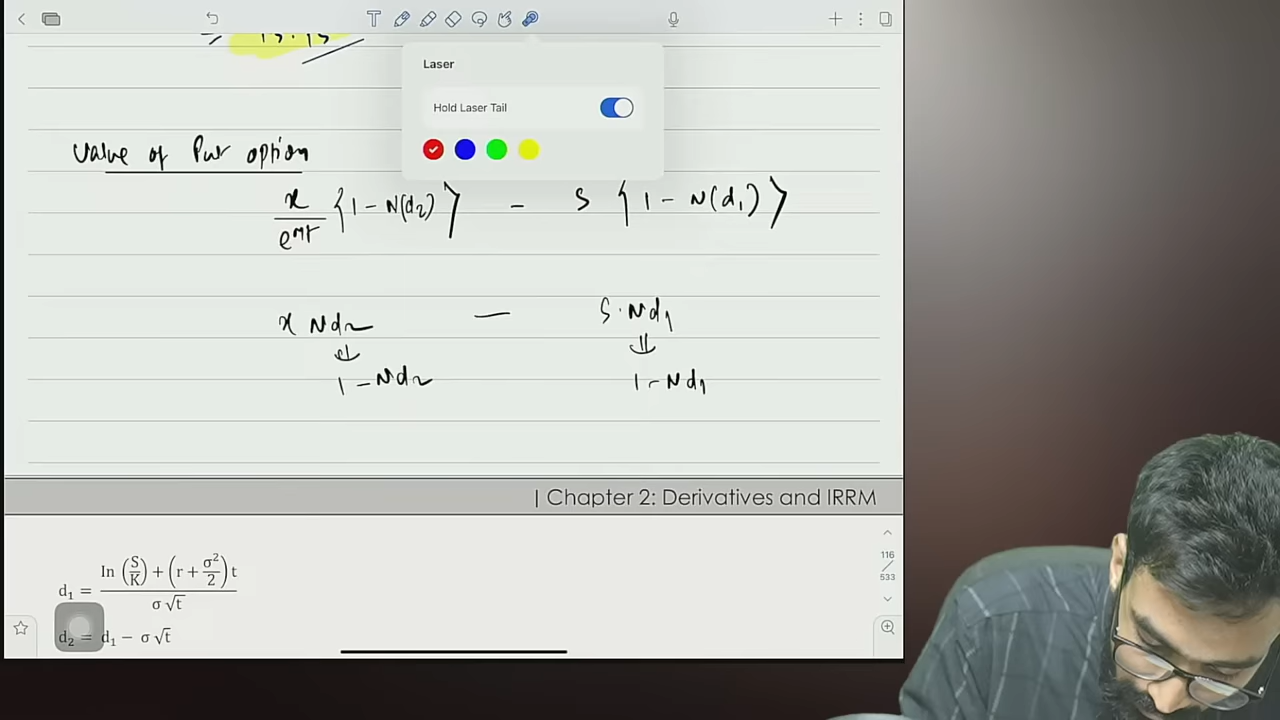 Laser
Hold Laser Tail
Value of Put option
x/e^rt {1 - N(d₂)} - S {1 - N(d₁)}
x Nd₂ — S·Nd₁
⇓ ⇓
1 - Nd₂ 1 - Nd₁
| Chapter 2: Derivatives and IRRM
116 / 533
d₁ = (ln (S/K) + (r + σ²/2) t) / (σ √t)
d₂ = d₁ − σ √t